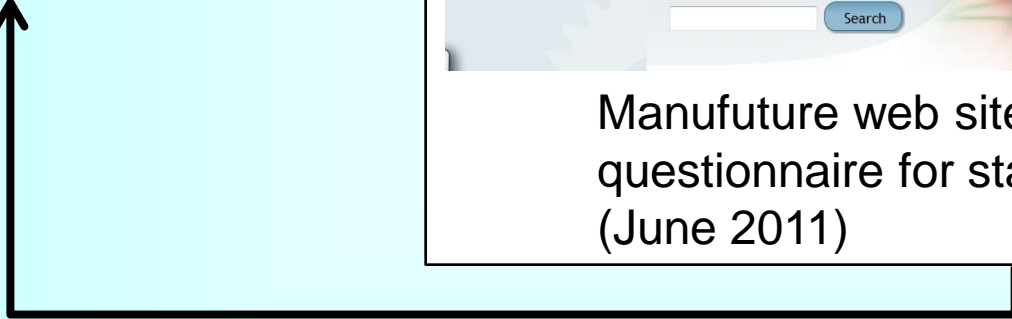 Search
Manufuture web site
questionnaire for sta
(June 2011)